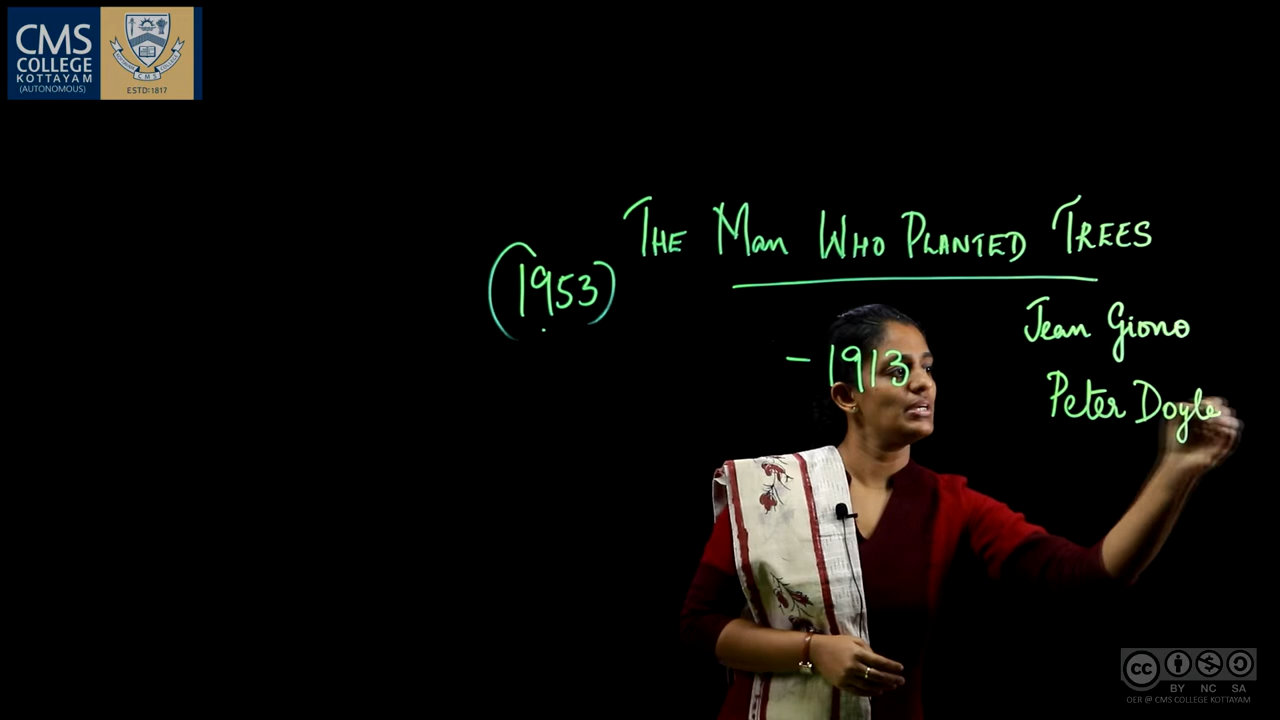 CMS
COLLEGE
KOTTAYAM
(AUTONOMOUS)
C M S
ESTD:1817
THE Man WHO PLANTED TREES
(1953)
Jean Giono
– 1913
Peter Doyle
cc
BY NC SA
OER @ CMS COLLEGE KOTTAYAM